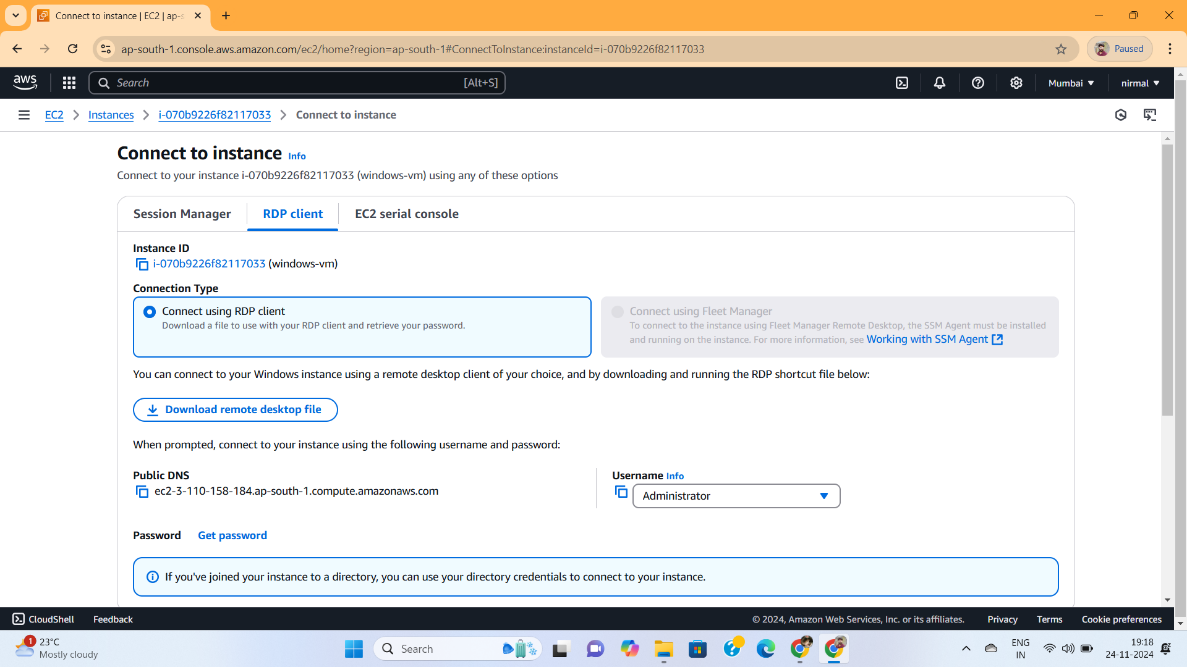 Connect to instance | EC2 | ap-s
ap-south-1.console.aws.amazon.com/ec2/home?region=ap-south-1#ConnectToInstance:instanceId=i-070b9226f82117033
Paused
aws
Search
[Alt+S]
Mumbai
nirmal
EC2
Instances
i-070b9226f82117033
Connect to instance
Connect to instance Info
Connect to your instance i-070b9226f82117033 (windows-vm) using any of these options
Session Manager
RDP client
EC2 serial console
Instance ID
i-070b9226f82117033 (windows-vm)
Connection Type
Connect using RDP client
Download a file to use with your RDP client and retrieve your password.
Connect using Fleet Manager
To connect to the instance using Fleet Manager Remote Desktop, the SSM Agent must be installed
and running on the instance. For more information, see Working with SSM Agent
You can connect to your Windows instance using a remote desktop client of your choice, and by downloading and running the RDP shortcut file below:
Download remote desktop file
When prompted, connect to your instance using the following username and password:
Public DNS
ec2-3-110-158-184.ap-south-1.compute.amazonaws.com
Username Info
Administrator
Password
Get password
If you've joined your instance to a directory, you can use your directory credentials to connect to your instance.
CloudShell
Feedback
© 2024, Amazon Web Services, Inc. or its affiliates.
Privacy
Terms
Cookie preferences
1
23°C
Mostly cloudy
Search
ENG
IN
19:18
24-11-2024